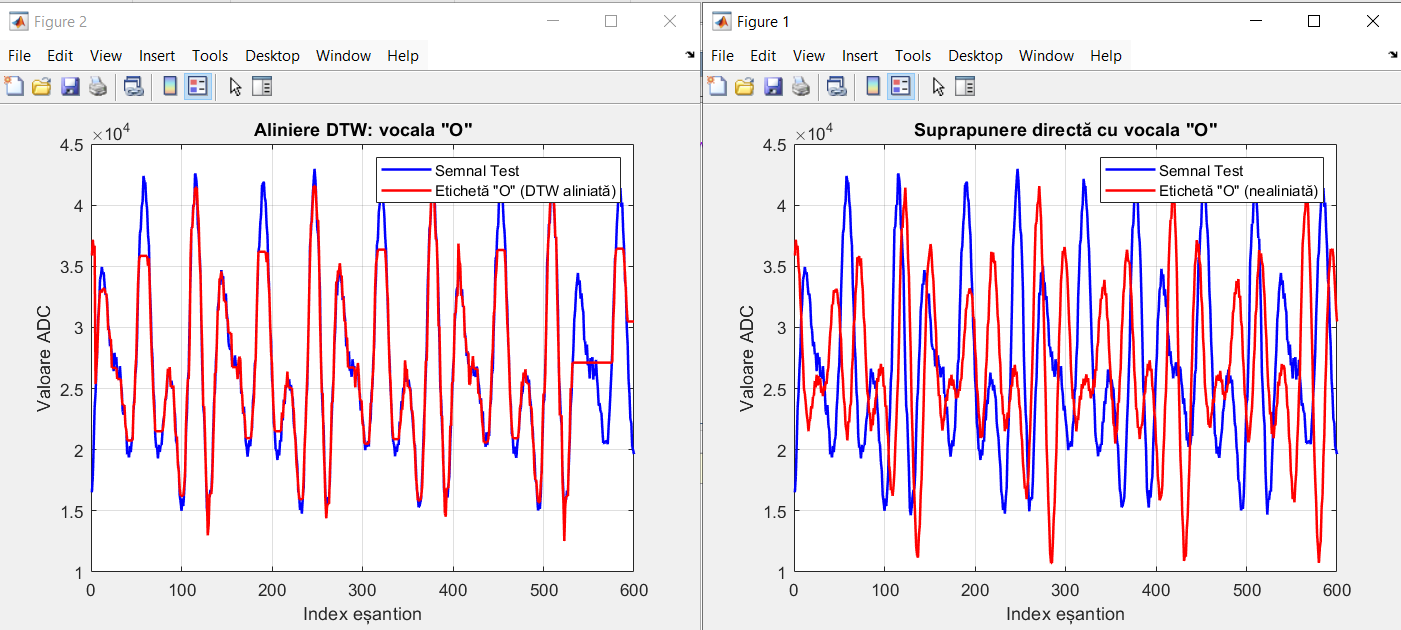 Figure 2
File Edit View Insert Tools Desktop Window Help
Aliniere DTW: vocala "O"
×10⁴
4.5
4
3.5
3
2.5
2
1.5
1
Valoare ADC
Semnal Test
Etichetă "O" (DTW aliniată)
0 100 200 300 400 500 600
Index eșantion
Figure 1
File Edit View Insert Tools Desktop Window Help
Suprapunere directă cu vocala "O"
×10⁴
4.5
4
3.5
3
2.5
2
1.5
1
Valoare ADC
Semnal Test
Etichetă "O" (nealiniată)
0 100 200 300 400 500 600
Index eșantion